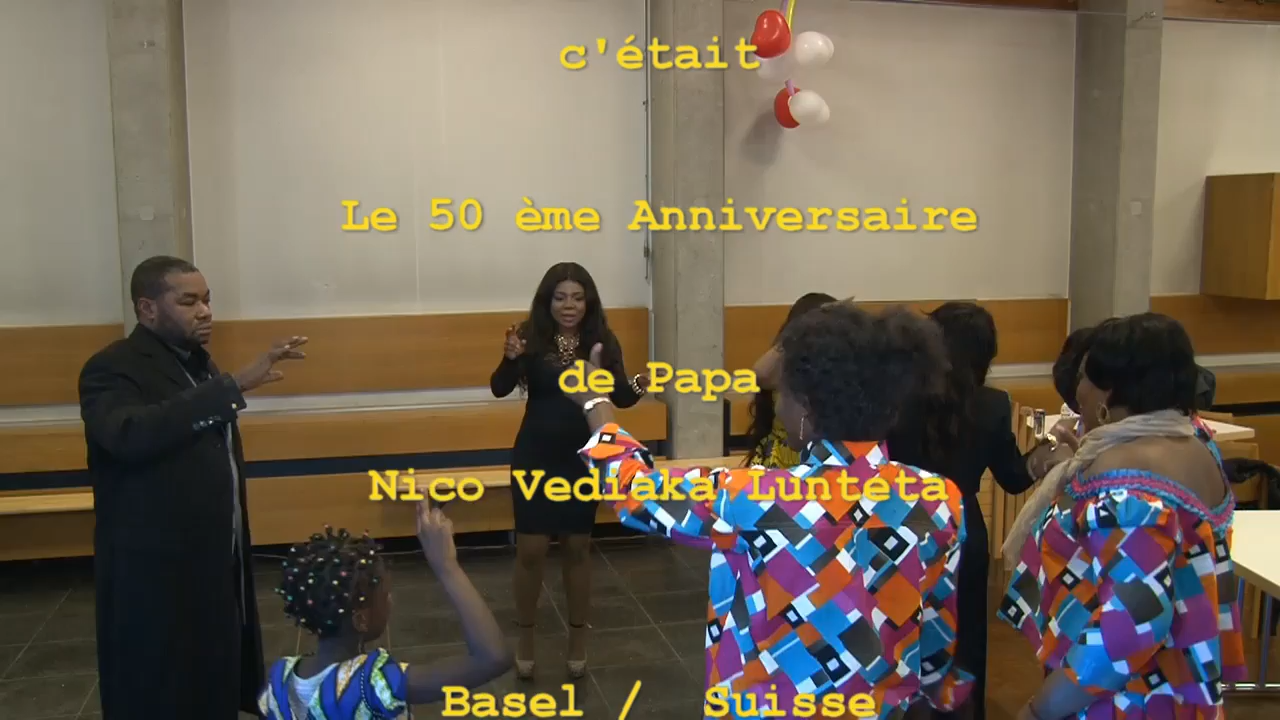 c'était
Le 50 ème Anniversaire
de Papa
Nico Vediaka Lunteta
Basel / Suisse